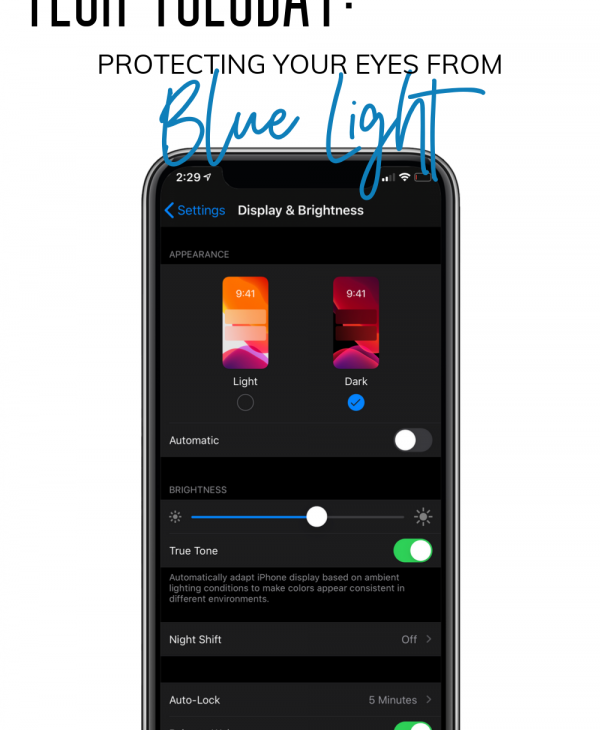 TECH TUESDAY:
PROTECTING YOUR EYES FROM
Blue Light
2:29
Settings Display & Brightness
APPEARANCE
9:41 9:41
Light Dark
Automatic
BRIGHTNESS
True Tone
Automatically adapt iPhone display based on ambient
lighting conditions to make colors appear consistent in
different environments.
Night Shift Off
Auto-Lock 5 Minutes